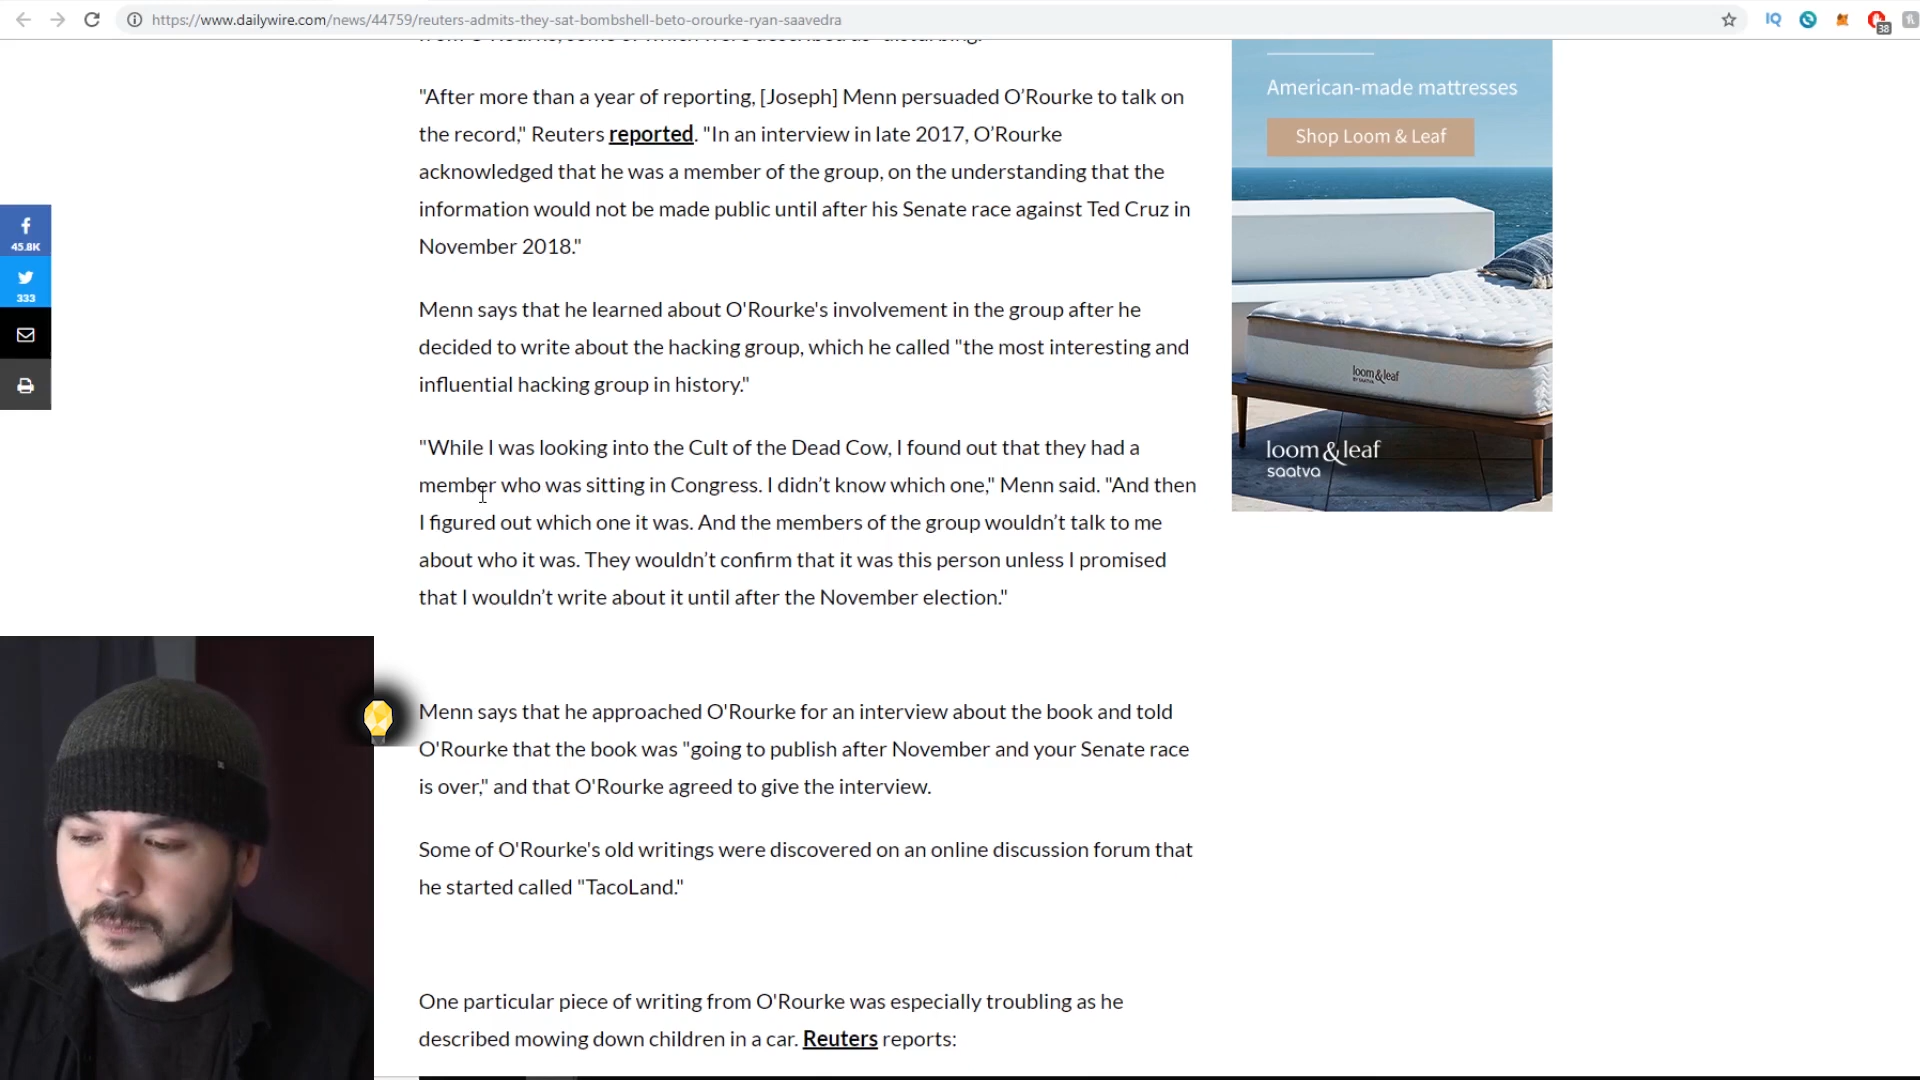 https://www.dailywire.com/news/44759/reuters-admits-they-sat-bombshell-beto-orourke-ryan-saavedra
IQ
38
"After more than a year of reporting, [Joseph] Menn persuaded O’Rourke to talk on
the record," Reuters reported. "In an interview in late 2017, O’Rourke
acknowledged that he was a member of the group, on the understanding that the
information would not be made public until after his Senate race against Ted Cruz in
November 2018."
Menn says that he learned about O'Rourke's involvement in the group after he
decided to write about the hacking group, which he called "the most interesting and
influential hacking group in history."
"While I was looking into the Cult of the Dead Cow, I found out that they had a
member who was sitting in Congress. I didn’t know which one," Menn said. "And then
I figured out which one it was. And the members of the group wouldn’t talk to me
about who it was. They wouldn’t confirm that it was this person unless I promised
that I wouldn’t write about it until after the November election."
Menn says that he approached O'Rourke for an interview about the book and told
O'Rourke that the book was "going to publish after November and your Senate race
is over," and that O'Rourke agreed to give the interview.
Some of O'Rourke's old writings were discovered on an online discussion forum that
he started called "TacoLand."
One particular piece of writing from O'Rourke was especially troubling as he
described mowing down children in a car. Reuters reports:
45.8K
333
American-made mattresses
Shop Loom & Leaf
loom&leaf
BY SAATVA
loom&leaf
saatva